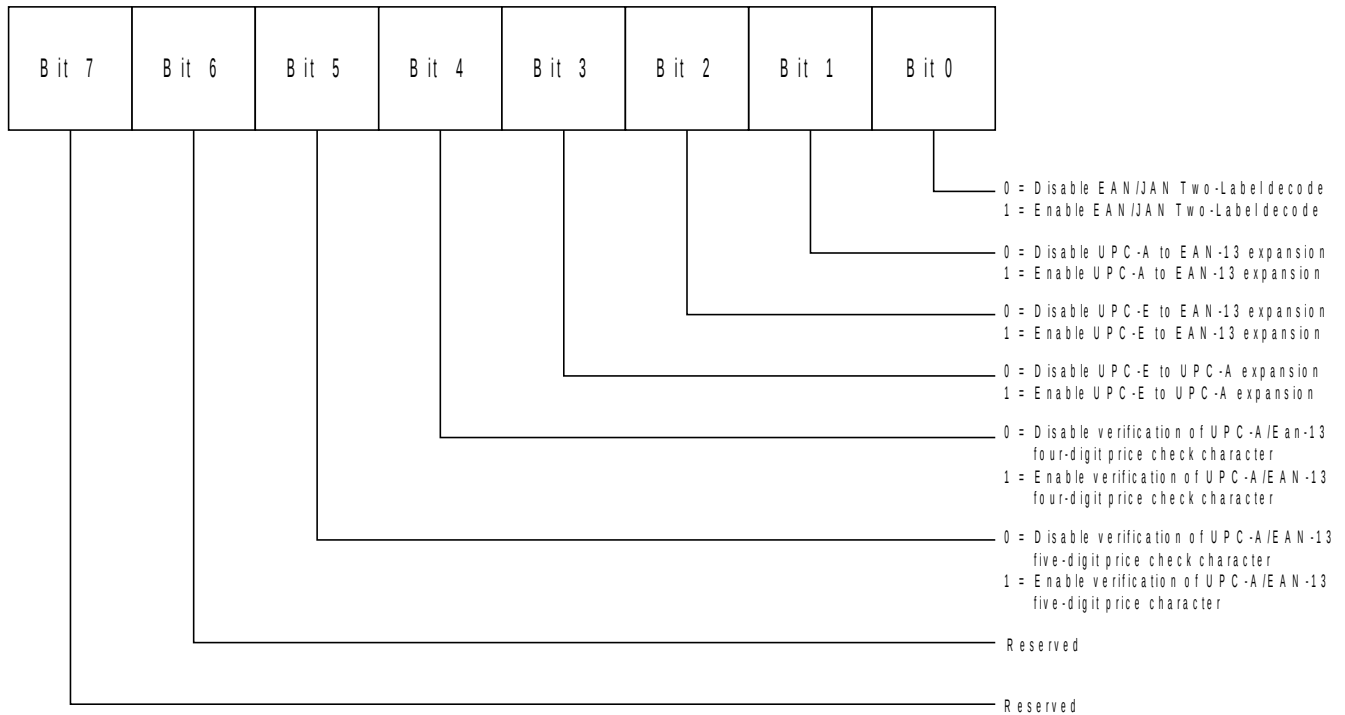 Bit 7 Bit 6 Bit 5 Bit 4 Bit 3 Bit 2 Bit 1 Bit 0
0 = Disable EAN/JAN Two-Label decode
1 = Enable EAN/JAN Two-Label decode
0 = Disable UPC-A to EAN-13 expansion
1 = Enable UPC-A to EAN-13 expansion
0 = Disable UPC-E to EAN-13 expansion
1 = Enable UPC-E to EAN-13 expansion
0 = Disable UPC-E to UPC-A expansion
1 = Enable UPC-E to UPC-A expansion
0 = Disable verification of UPC-A/Ean-13
four-digit price check character
1 = Enable verification of UPC-A/EAN-13
four-digit price check character
0 = Disable verification of UPC-A/EAN-13
five-digit price check character
1 = Enable verification of UPC-A/EAN-13
five-digit price character
Reserved
Reserved